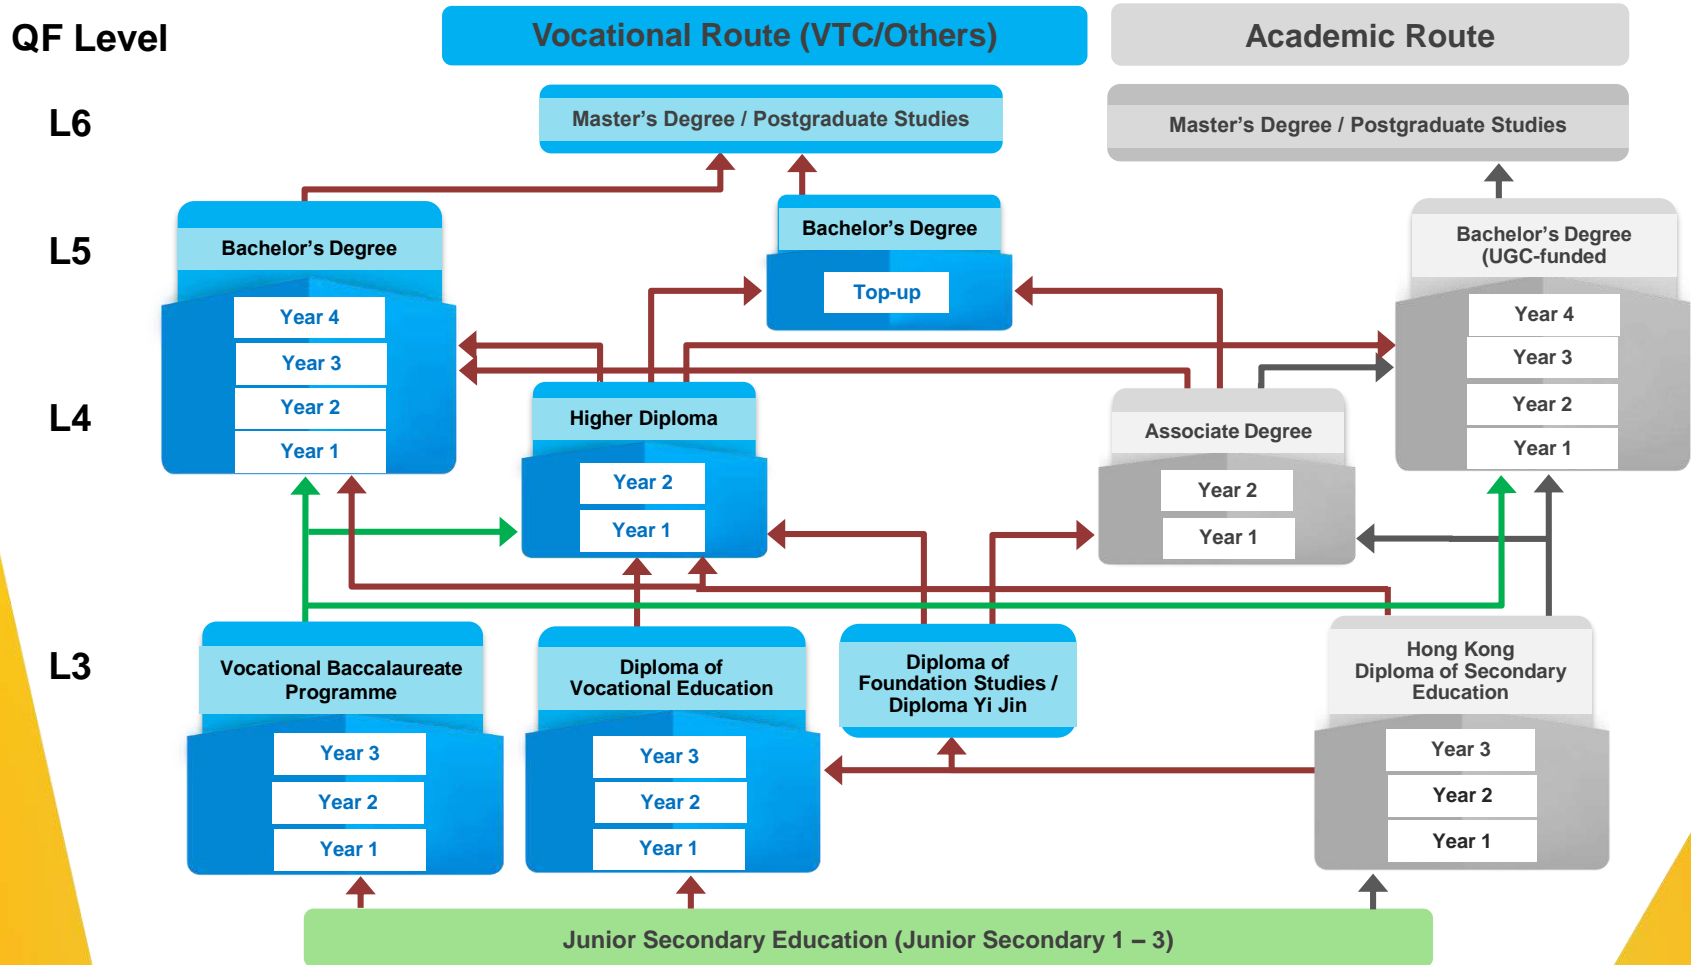 QF Level
Vocational Route (VTC/Others)
Academic Route
L6
Master's Degree / Postgraduate Studies
Master's Degree / Postgraduate Studies
L5
Bachelor's Degree
Year 4
Year 3
Year 2
Year 1
Bachelor's Degree
Top-up
Bachelor's Degree
(UGC-funded
Year 4
Year 3
Year 2
Year 1
L4
Higher Diploma
Year 2
Year 1
Associate Degree
Year 2
Year 1
L3
Vocational Baccalaureate
Programme
Year 3
Year 2
Year 1
Diploma of
Vocational Education
Year 3
Year 2
Year 1
Diploma of
Foundation Studies /
Diploma Yi Jin
Hong Kong
Diploma of Secondary
Education
Year 3
Year 2
Year 1
Junior Secondary Education (Junior Secondary 1 – 3)